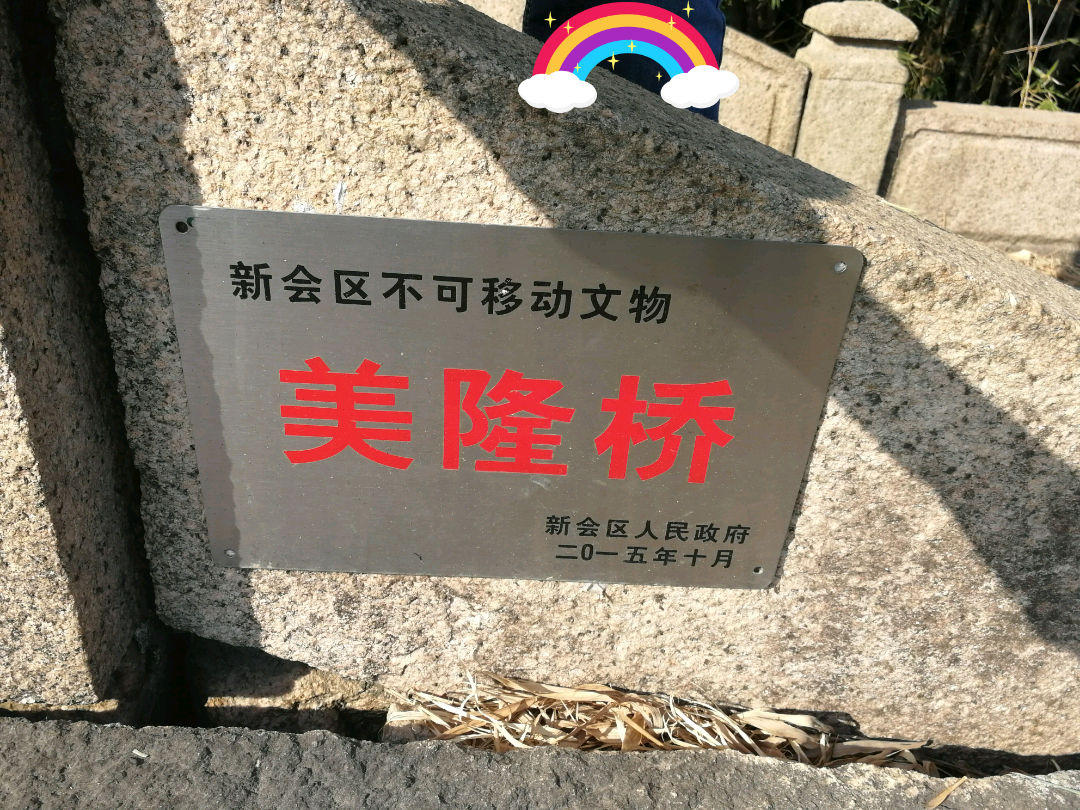 新会区不可移动文物
美隆桥
新会区人民政府
二0一五年十月